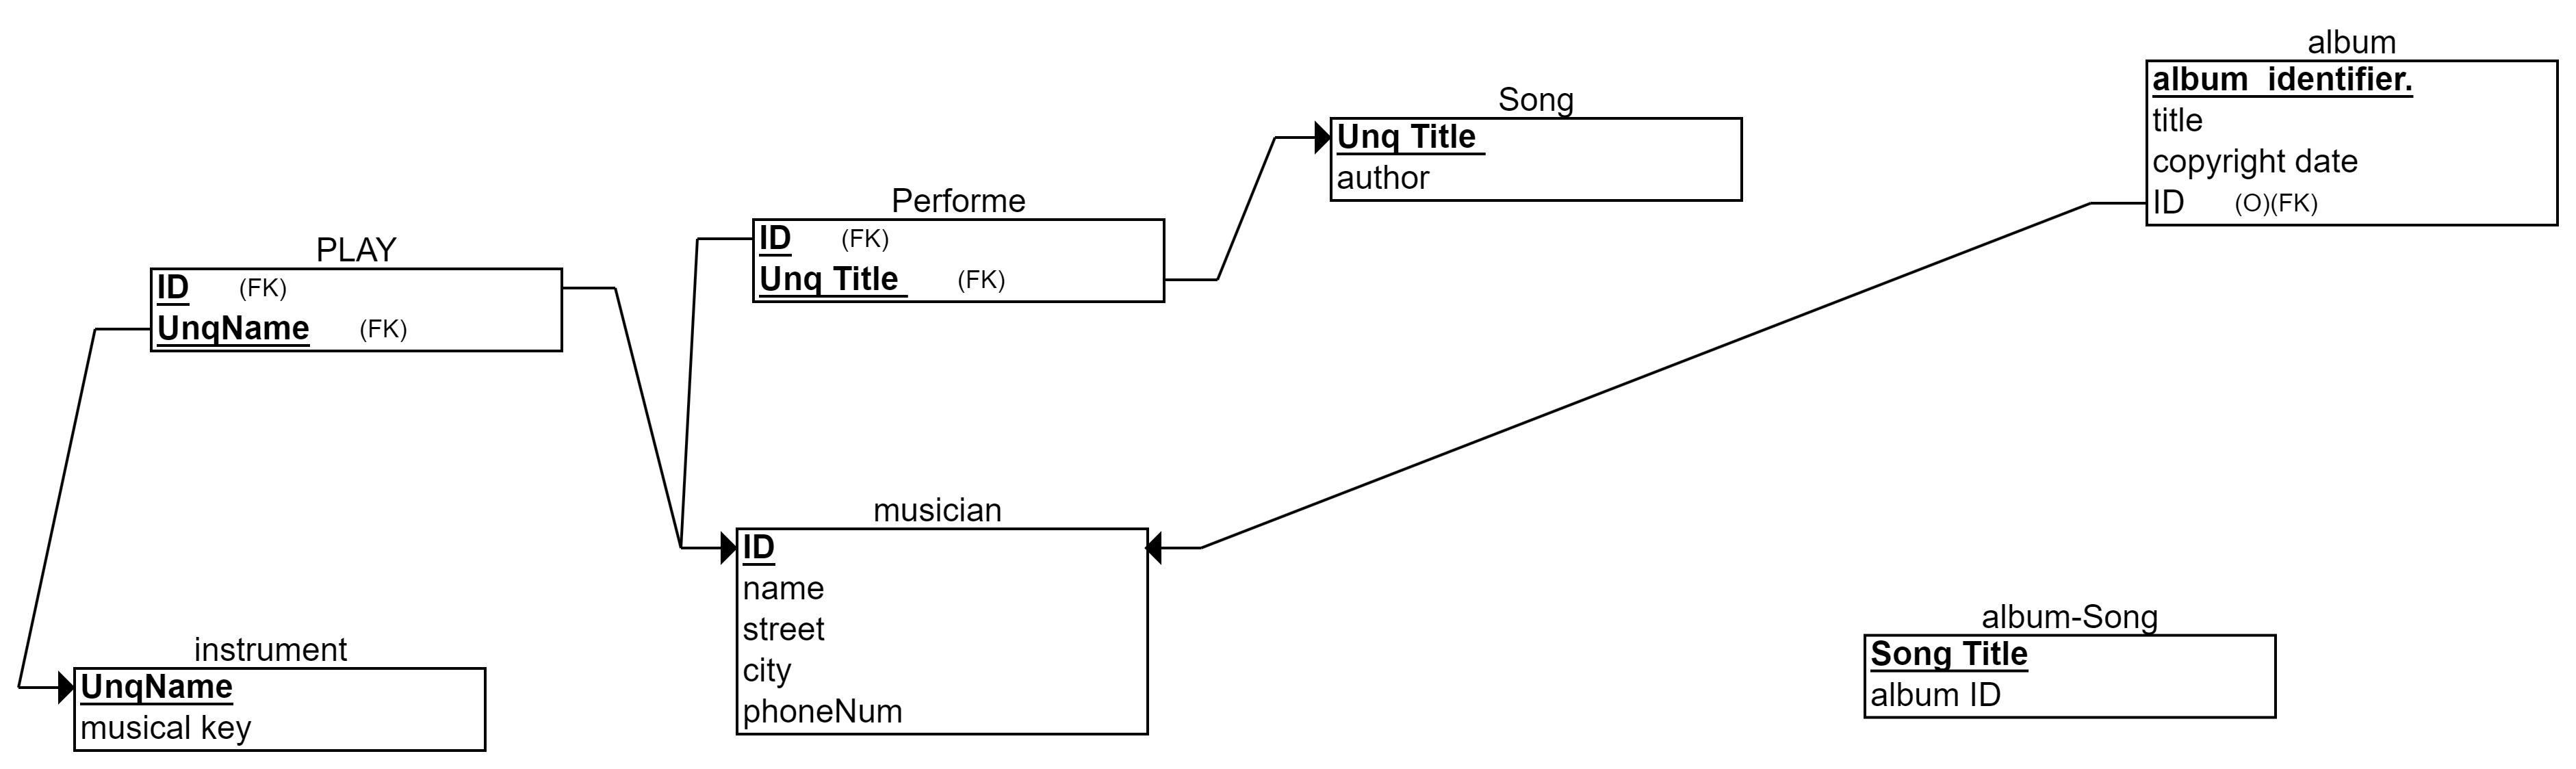 album
album identifier.
title
copyright date
ID (O)(FK)
Song
Unq Title
author
Performe
ID (FK)
Unq Title (FK)
PLAY
ID (FK)
UnqName (FK)
musician
ID
name
street
city
phoneNum
album-Song
Song Title
album ID
instrument
UnqName
musical key